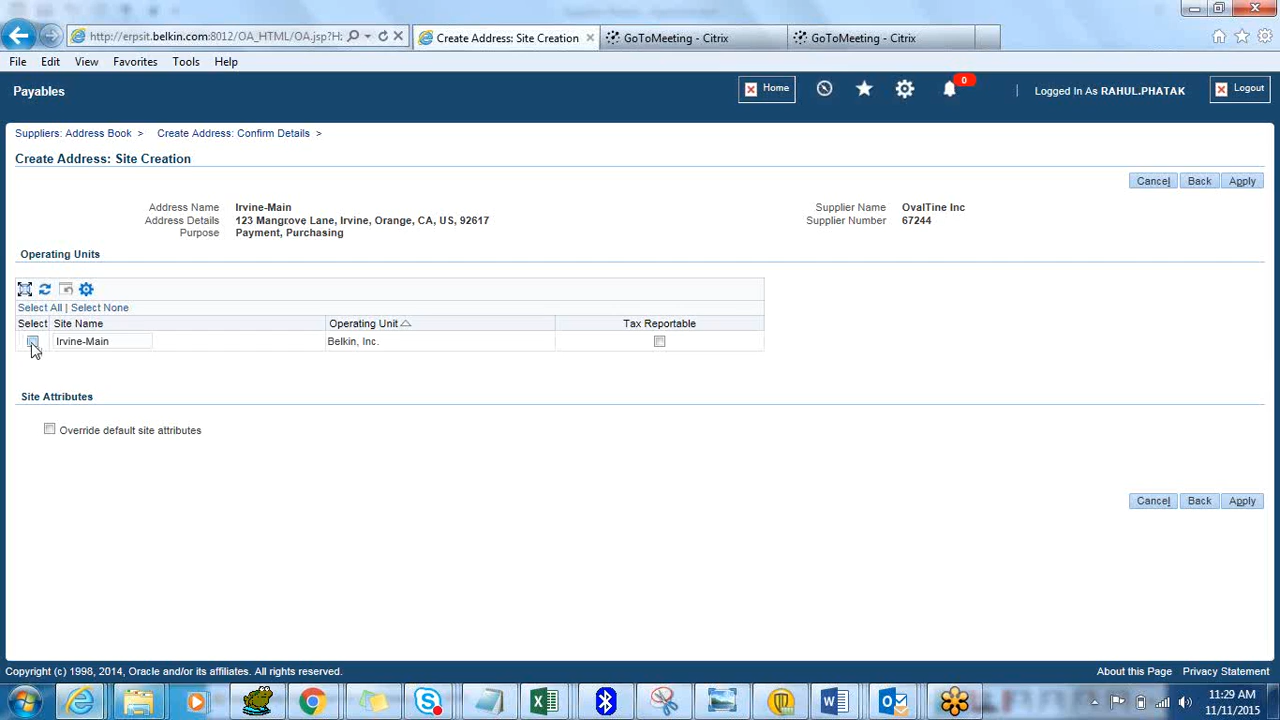 http://erpsit.belkin.com:8012/OA_HTML/OA.jsp?H:
Create Address: Site Creation
GoToMeeting - Citrix
GoToMeeting - Citrix
File Edit View Favorites Tools Help
Payables
Home
0
Logged In As RAHUL.PHATAK
Logout
Suppliers: Address Book > Create Address: Confirm Details >
Create Address: Site Creation
Cancel Back Apply
Address Name Irvine-Main
Supplier Name OvalTine Inc
Address Details 123 Mangrove Lane, Irvine, Orange, CA, US, 92617
Supplier Number 67244
Purpose Payment, Purchasing
Operating Units
Select All | Select None
Select Site Name Operating Unit Tax Reportable
Irvine-Main Belkin, Inc.
Site Attributes
Override default site attributes
Cancel Back Apply
Copyright (c) 1998, 2014, Oracle and/or its affiliates. All rights reserved.
About this Page Privacy Statement
11:29 AM
11/11/2015